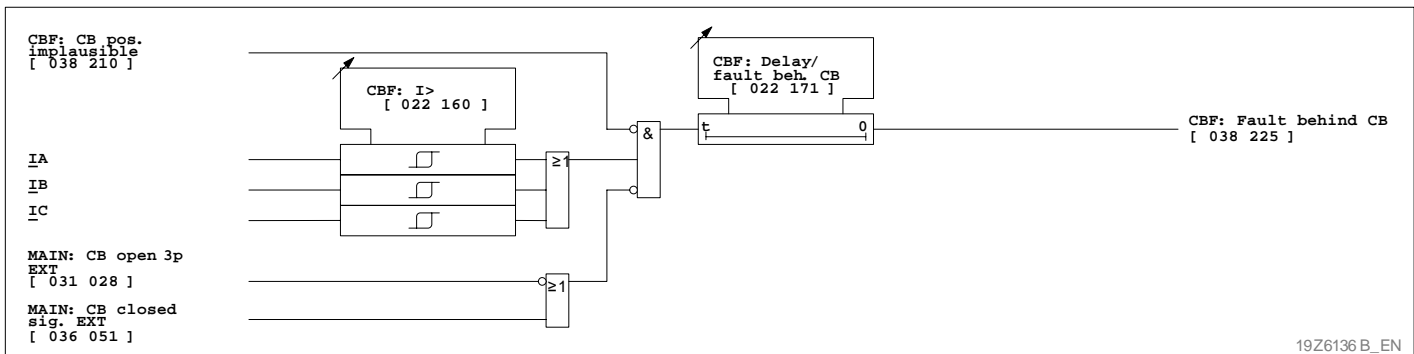 CBF: CB pos.
implausible
[ 038 210 ]
CBF: I>
[ 022 160 ]
CBF: Delay/
fault beh. CB
[ 022 171 ]
t 0
&
CBF: Fault behind CB
[ 038 225 ]
IA
IB
IC
≥1
MAIN: CB open 3p
EXT
[ 031 028 ]
≥1
MAIN: CB closed
sig. EXT
[ 036 051 ]
19Z6136 B_EN